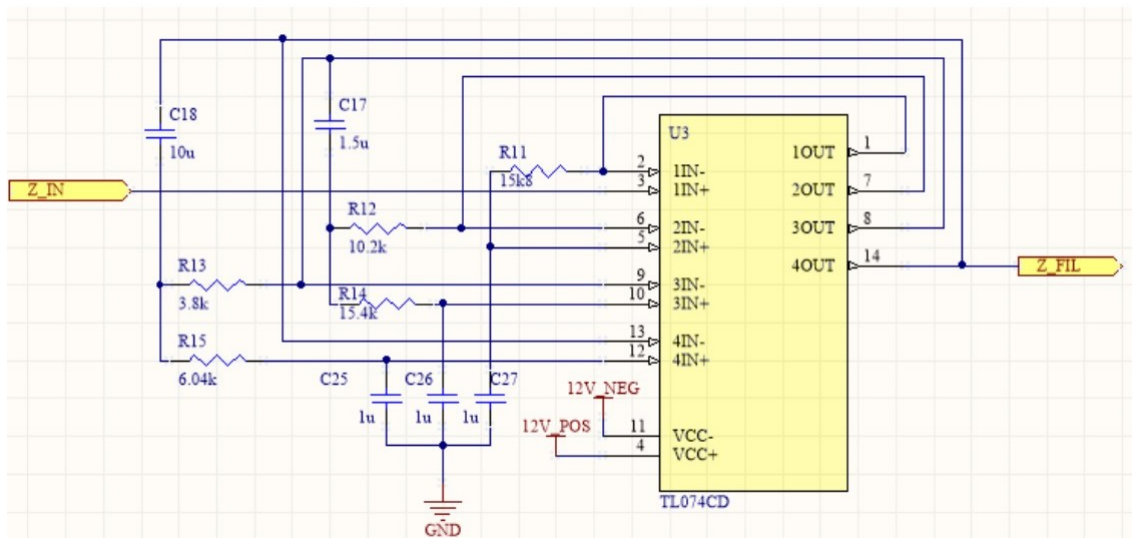 C18
10u
C17
1.5u
U3
Z_IN
R11
15k8
R12
10.2k
R13
3.8k
R14
15.4k
R15
6.04k
C25
C26
C27
1u
1u
1u
2
1IN-
3
1IN+
6
2IN-
5
2IN+
9
3IN-
10
3IN+
13
4IN-
12
4IN+
1OUT
1
2OUT
7
3OUT
8
4OUT
14
Z_FIL
12V_NEG
12V_POS
11
VCC-
4
VCC+
TL074CD
GND